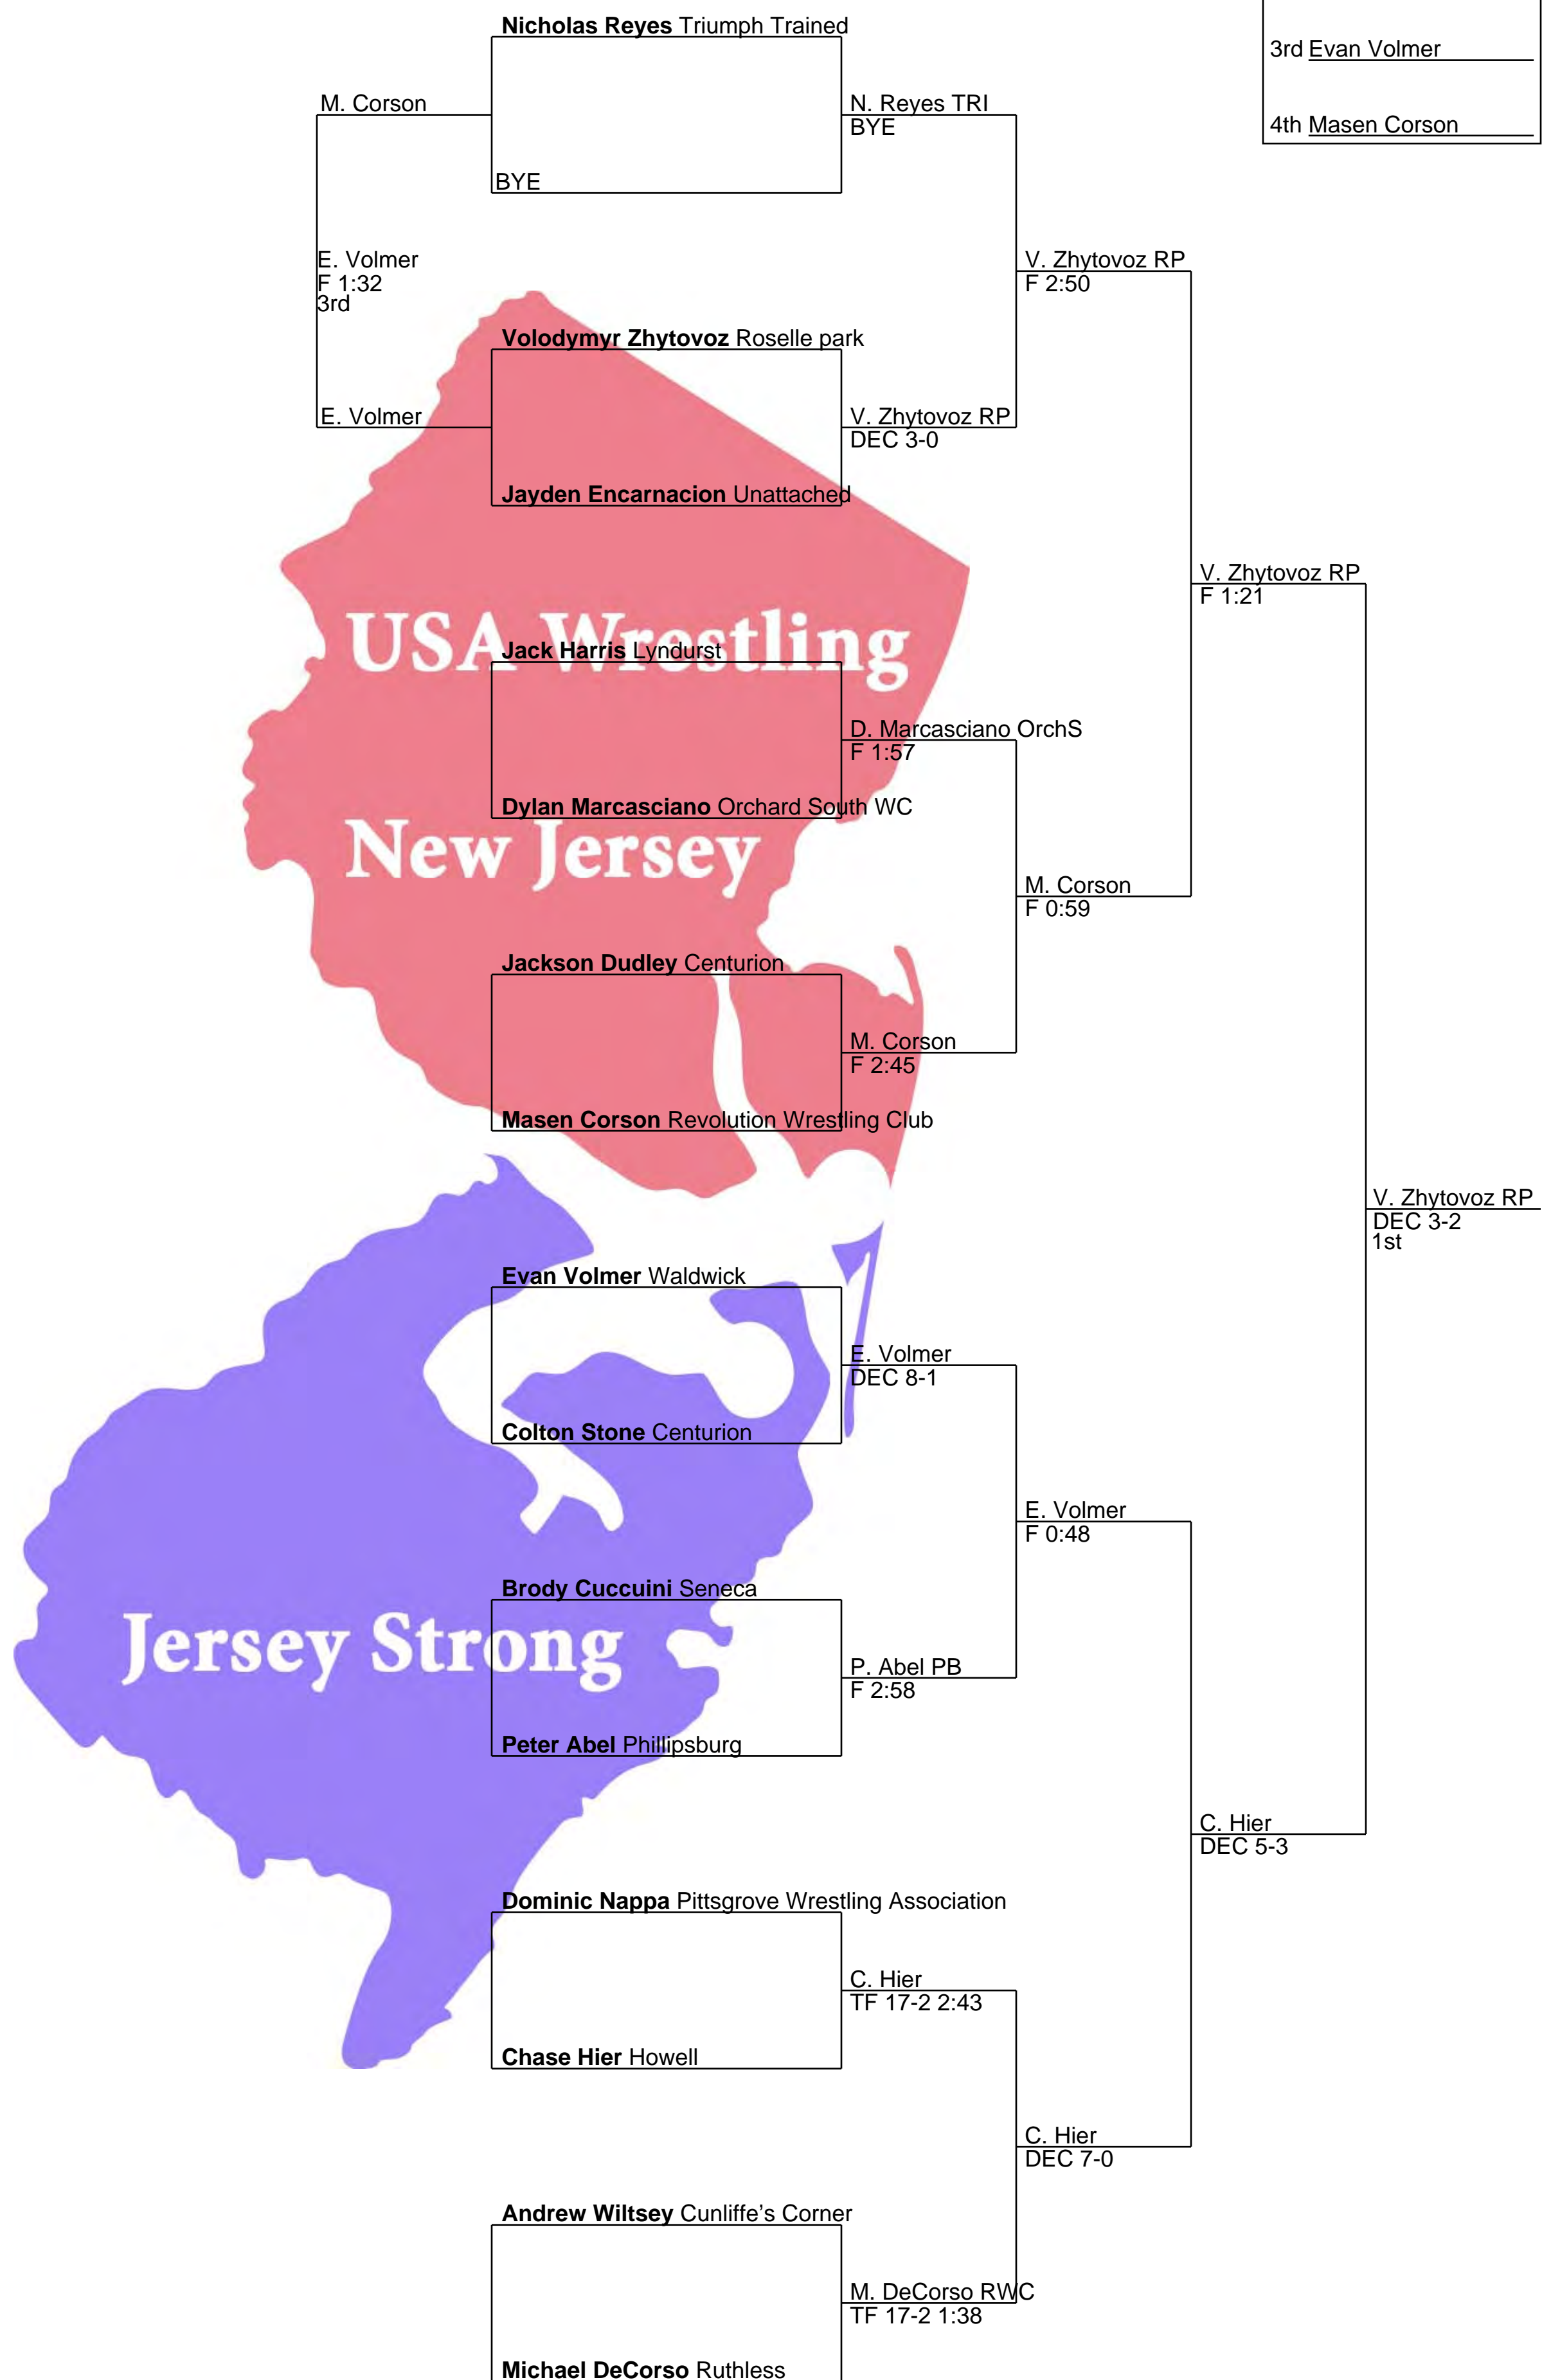 Nicholas Reyes Triumph Trained
3rd Evan Volmer
M. Corson
N. Reyes TRI
BYE
4th Masen Corson
BYE
E. Volmer
F 1:32
3rd
V. Zhytovoz RP
F 2:50
Volodymyr Zhytovoz Roselle park
E. Volmer
V. Zhytovoz RP
DEC 3-0
Jayden Encarnacion Unattached
V. Zhytovoz RP
F 1:21
USA Wrestling
Jack Harris Lyndurst
D. Marcasciano OrchS
F 1:57
Dylan Marcasciano Orchard South WC
New Jersey
M. Corson
F 0:59
Jackson Dudley Centurion
M. Corson
F 2:45
Masen Corson Revolution Wrestling Club
V. Zhytovoz RP
DEC 3-2
1st
Evan Volmer Waldwick
E. Volmer
DEC 8-1
Colton Stone Centurion
E. Volmer
F 0:48
Brody Cuccuini Seneca
Jersey Strong
P. Abel PB
F 2:58
Peter Abel Phillipsburg
C. Hier
DEC 5-3
Dominic Nappa Pittsgrove Wrestling Association
C. Hier
TF 17-2 2:43
Chase Hier Howell
C. Hier
DEC 7-0
Andrew Wiltsey Cunliffe's Corner
M. DeCorso RWC
TF 17-2 1:38
Michael DeCorso Ruthless